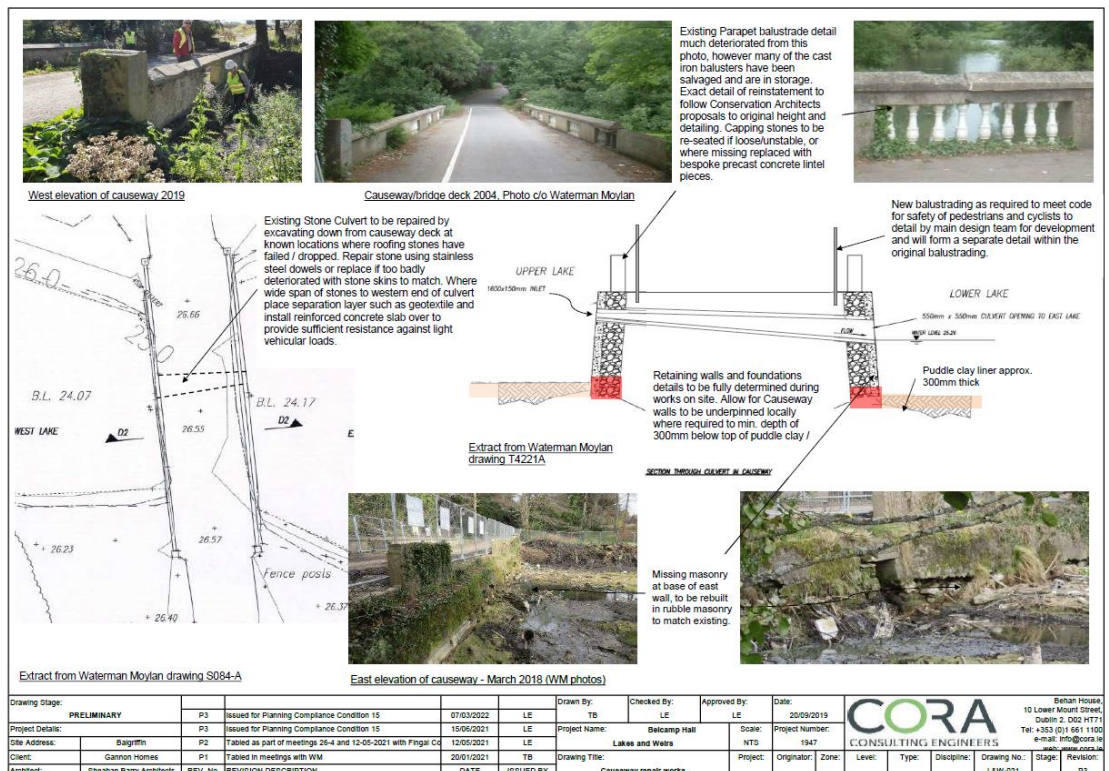 Existing Parapet balustrade detail
much deteriorated from this
photo, however many of the cast
iron balusters have been
salvaged and are in storage.
Exact detail of reinstatement to
follow Conservation Architects
proposals to original height and
detailing. Capping stones to be
re-seated if loose/unstable, or
where missing replaced with
bespoke precast concrete lintel
pieces.
West elevation of causeway 2019
Causeway/bridge deck 2004, Photo c/o Waterman Moylan
Existing Stone Culvert to be repaired by
excavating down from causeway deck at
known locations where roofing stones have
failed / dropped. Repair stone using stainless
steel dowels or replace if too badly
deteriorated with stone skins to match. Where
wide span of stones to western end of culvert
place separation layer such as geotextile and
install reinforced concrete slab over to
provide sufficient resistance against light
vehicular loads.
New balustrading as required to meet code
for safety of pedestrians and cyclists to
detail by main design team for development
and will form a separate detail within the
original balustrading.
UPPER LAKE
1600x150mm INLET
LOWER LAKE
550mm x 550mm CULVERT OPENING TO EAST LAKE
FLOW
WATER LEVEL 25.26
26.66
B.L. 24.07
B.L. 24.17
WEST LAKE
D2
26.55
D2
E
26.57
26.23
Fence posts
26.37
26.40
Retaining walls and foundations
details to be fully determined during
works on site. Allow for Causeway
walls to be underpinned locally
where required to min. depth of
300mm below top of puddle clay /
Puddle clay liner approx.
300mm thick
Extract from Waterman Moylan
drawing T4221A
SECTION THROUGH CULVERT IN CAUSEWAY
Missing masonry
at base of east
wall, to be rebuilt
in rubble masonry
to match existing.
Extract from Waterman Moylan drawing S084-A
East elevation of causeway - March 2018 (WM photos)
Drawing Stage:
PRELIMINARY
P3 Issued for Planning Compliance Condition 15 07/03/2022 LE
Project Details:
P3 Issued for Planning Compliance Condition 15 15/06/2021 LE
Site Address: Balgriffin
P2 Tabled as part of meetings 26-4 and 12-05-2021 with Fingal Co 12/05/2021 LE
Client: Gannon Homes
P1 Tabled in meetings with WM 20/01/2021 TB
Architect: Sheehan Barry Architects REV. No. REVISION DESCRIPTION DATE ISSUED BY
Drawn By: TB
Checked By: LE
Approved By: LE
Date: 20/09/2019
Project Name: Belcamp Hall
Lakes and Weirs
Scale: NTS
Project Number: 1947
Drawing Title:
Causeway repair works
Project: Originator: Zone: Level: Type: Discipline: Drawing No.: Stage: Revision:
L&W-021 P3
CORA
CONSULTING ENGINEERS
Behan House,
10 Lower Mount Street,
Dublin 2. D02 HT71
Tel: +353 (0)1 661 1100
e-mail: info@cora.ie
web: www.cora.ie